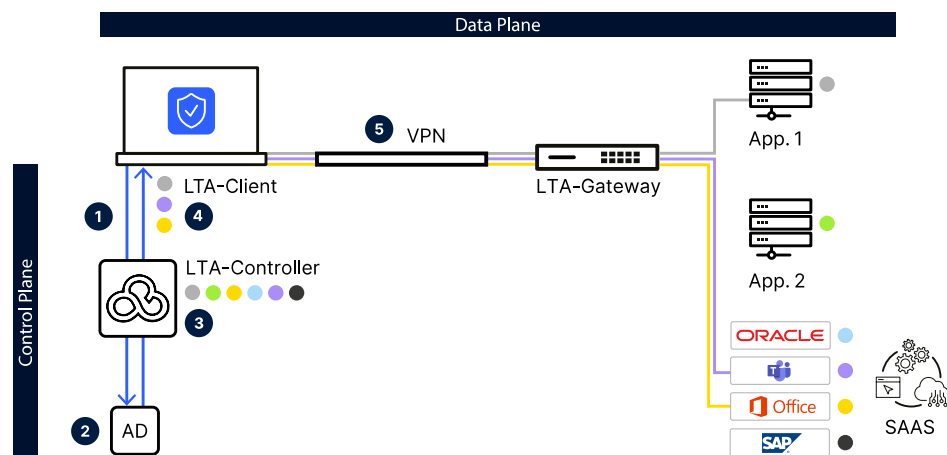 Data Plane
5 VPN
App. 1
LTA-Client
LTA-Gateway
1
4
Control Plane
LTA-Controller
3
App. 2
ORACLE
T
Office
SAP
SAAS
2
AD